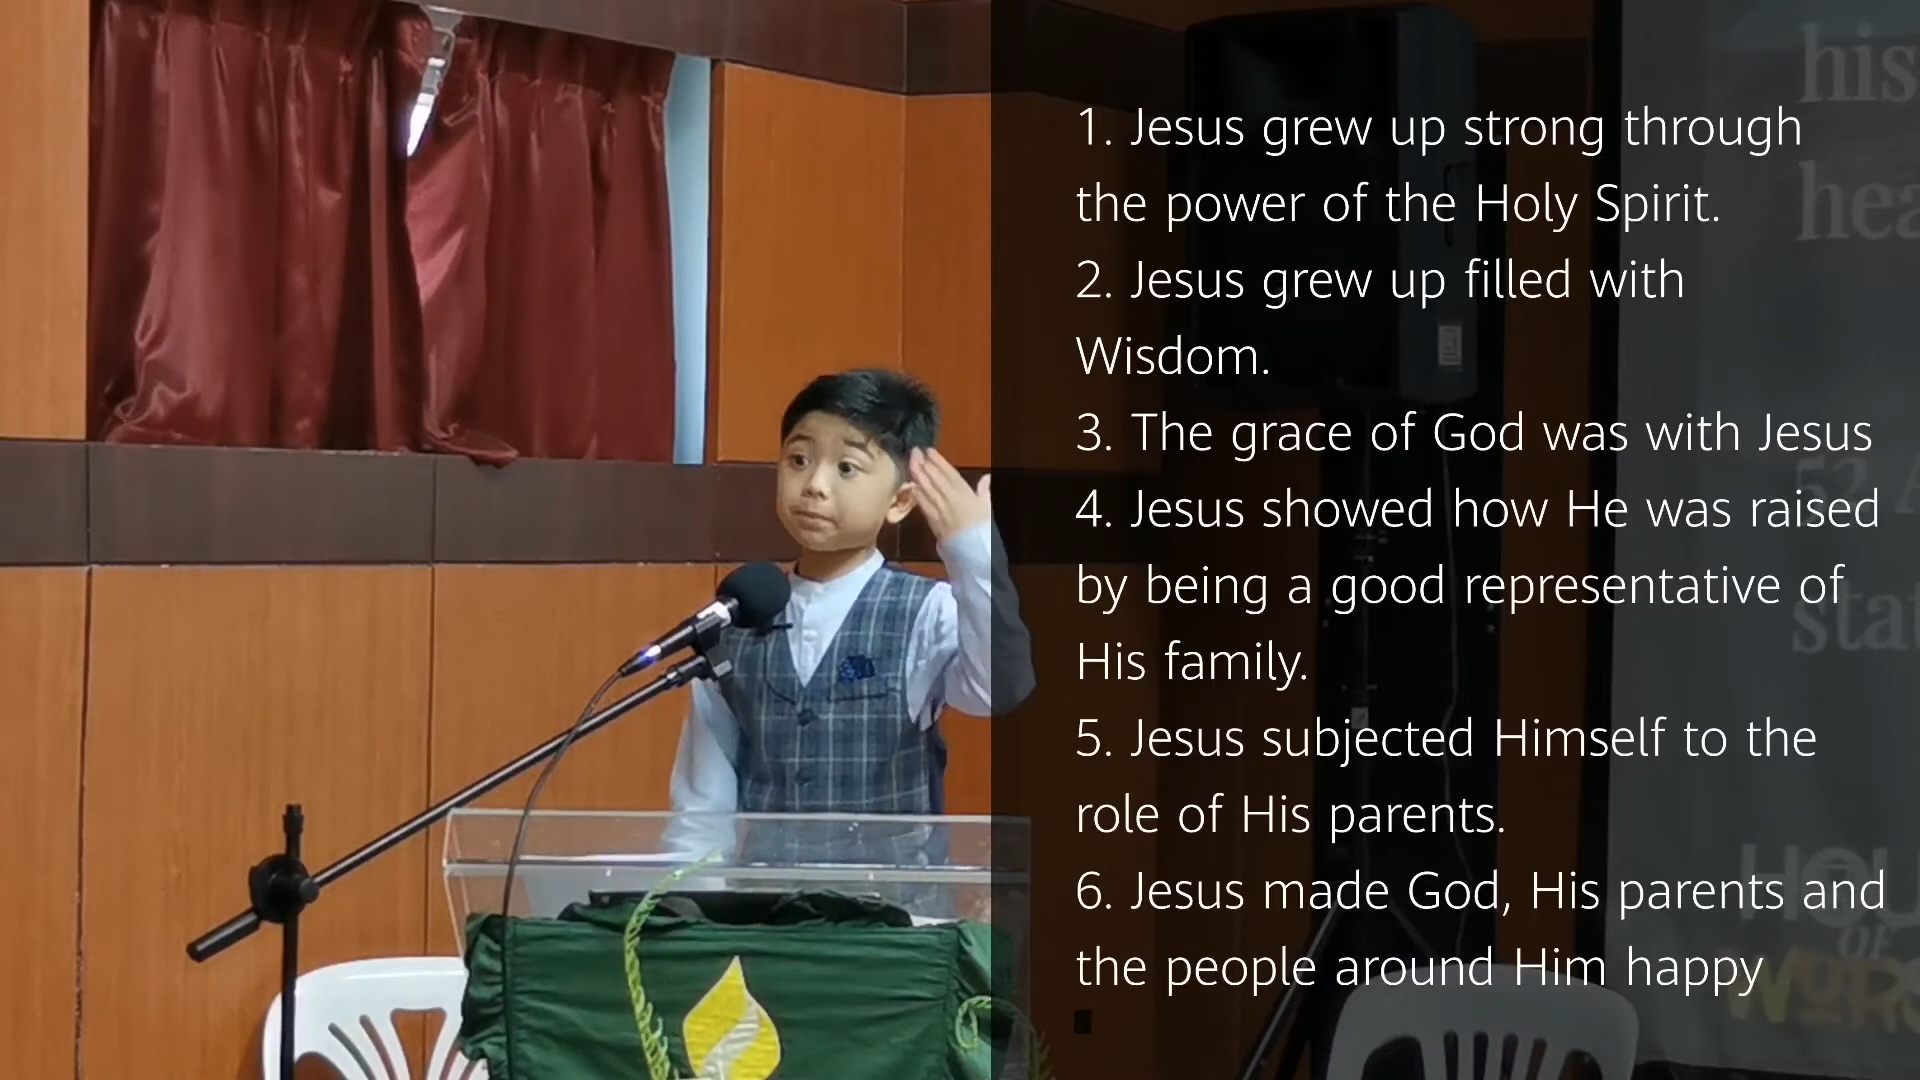 1. Jesus grew up strong through
the power of the Holy Spirit.
2. Jesus grew up filled with
Wisdom.
3. The grace of God was with Jesus
4. Jesus showed how He was raised
by being a good representative of
His family.
5. Jesus subjected Himself to the
role of His parents.
6. Jesus made God, His parents and
the people around Him happy
his
52
OF